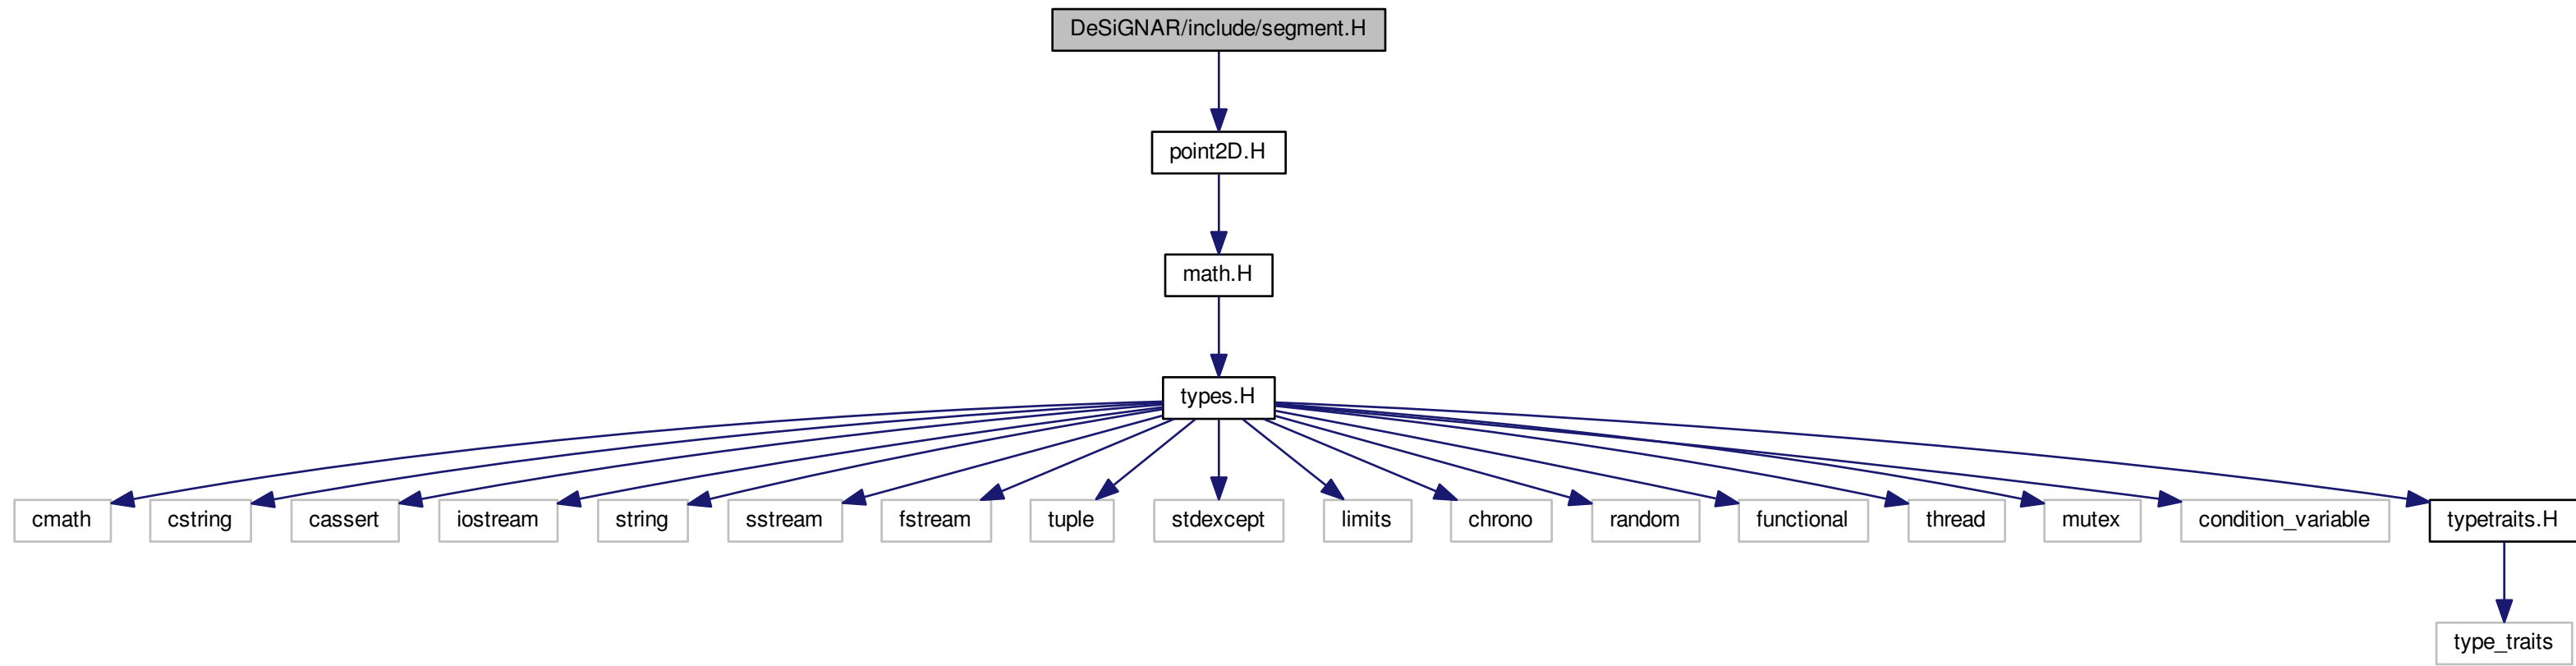 DeSiGNAR/include/segment.H
point2D.H
math.H
types.H
cmath
cstring
cassert
iostream
string
sstream
fstream
tuple
stdexcept
limits
chrono
random
functional
thread
mutex
condition_variable
typetraits.H
type_traits